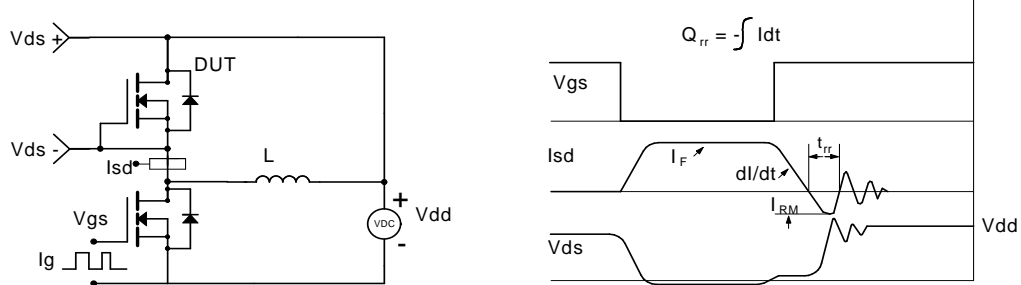 Vds +
DUT
Vds -
Isd
L
Vgs
+
VDC
-
Vdd
Ig
Q rr = - ∫ Idt
Vgs
Isd
I F
dI/dt
t rr
I RM
Vds
Vdd